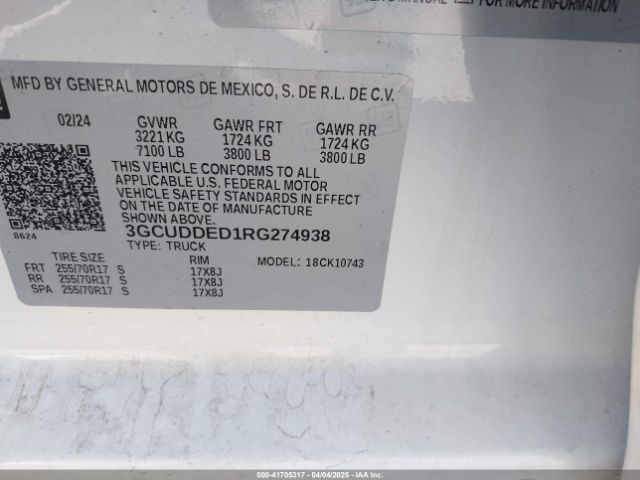 MANUAL FOR MORE INFORMATION
MFD BY GENERAL MOTORS DE MEXICO, S. DE R.L. DE C.V.
02/24 GVWR GAWR FRT GAWR RR
3221 KG 1724 KG 1724 KG
7100 LB 3800 LB 3800 LB
THIS VEHICLE CONFORMS TO ALL
APPLICABLE U.S. FEDERAL MOTOR
VEHICLE SAFETY STANDARDS IN EFFECT
ON THE DATE OF MANUFACTURE
SHOWN ABOVE.
8624
3GCUDDED1RG274938
TYPE: TRUCK
TIRE SIZE RIM MODEL: 18CK10743
FRT 255/70R17 S 17X8J
RR 255/70R17 S 17X8J
SPA 255/70R17 S 17X8J
000-41705317 - 04/04/2025 - IAAI.COM